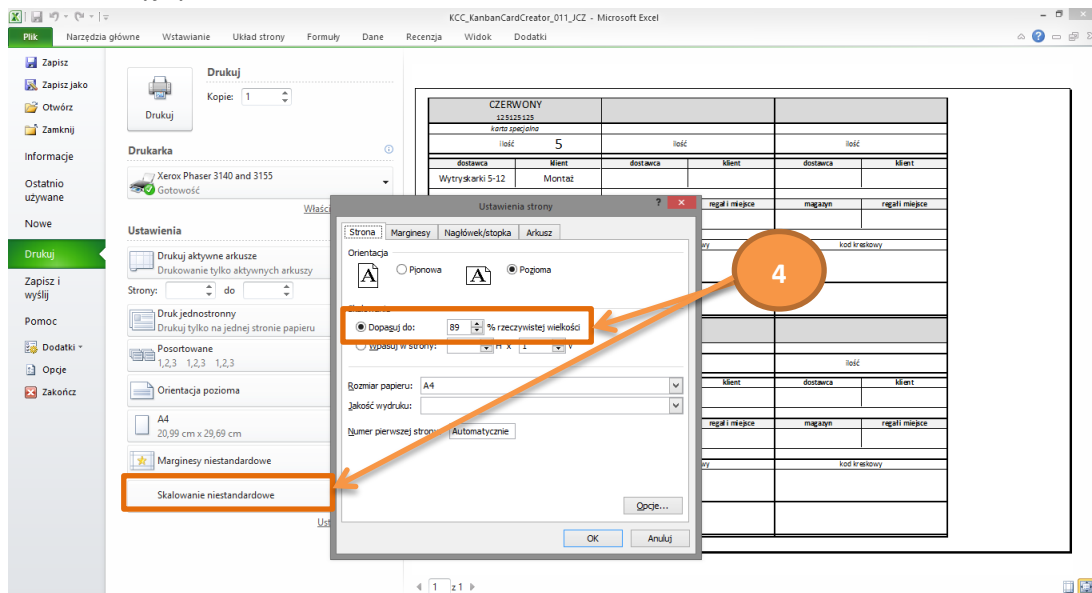 KCC_KanbanCardCreator_011_JCZ - Microsoft Excel
Plik Narzędzia główne Wstawianie Układ strony Formuły Dane Recenzja Widok Dodatki
Zapisz
Zapisz jako
Otwórz
Zamknij
Informacje
Ostatnio
używane
Nowe
Drukuj
Zapisz i
wyślij
Pomoc
Dodatki
Opcje
Zakończ
Drukuj
Drukuj
Kopie: 1
Drukarka
Xerox Phaser 3140 and 3155
Gotowość
Ustawienia
Drukuj aktywne arkusze
Drukowanie tylko aktywnych arkuszy
Strony: do
Druk jednostronny
Drukuj tylko na jednej stronie papieru
Posortowane
1,2,3 1,2,3 1,2,3
Orientacja pozioma
A4
20,99 cm x 29,69 cm
Marginesy niestandardowe
Skalowanie niestandardowe
Ustawienia strony
? ×
Strona Marginesy Nagłówek/stopka Arkusz
Orientacja
A Pionowa A Pozioma
Dopasuj do: 89 % rzeczywistej wielkości
Wpasuj w strony: H x 1
Rozmiar papieru: A4
Jakość wydruku:
Numer pierwszej strony: Automatycznie
Opcje...
OK Anuluj
4
CZERWONY
125125125
karta specjalna
ilość 5 ilość ilość
dostawca klient dostawca klient dostawca klient
Wytryskarki 5-12 Montaż
regał i miejsce magazyn regał i miejsce
kod kreskowy
ilość
klient dostawca klient
regał i miejsce magazyn regał i miejsce
kod kreskowy
1 z 1